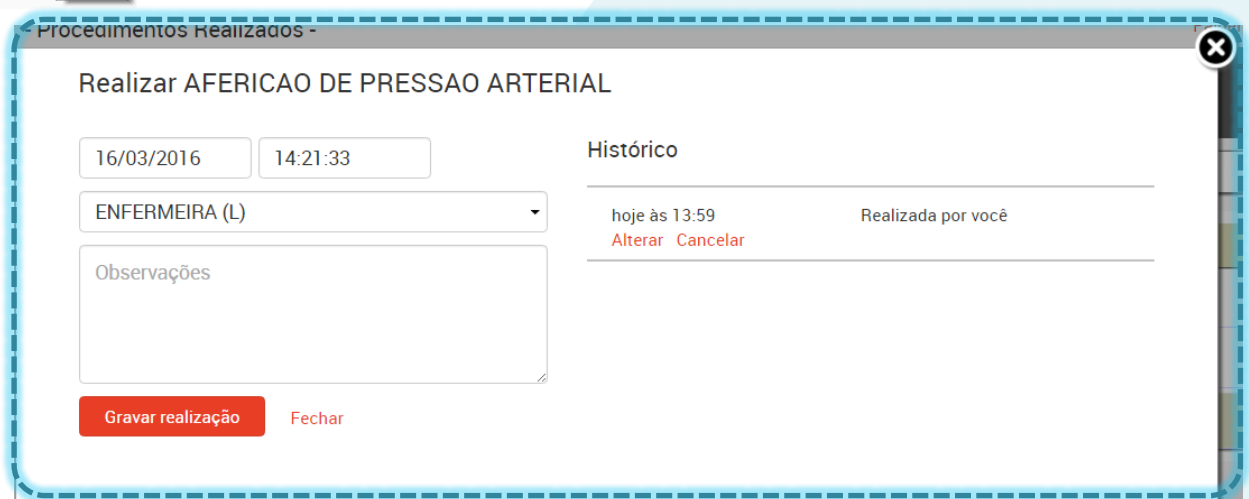 Procedimentos Realizados -
Realizar AFERICAO DE PRESSAO ARTERIAL
16/03/2016 14:21:33
ENFERMEIRA (L)
Observações
Gravar realização Fechar
Histórico
hoje às 13:59 Realizada por você
Alterar Cancelar